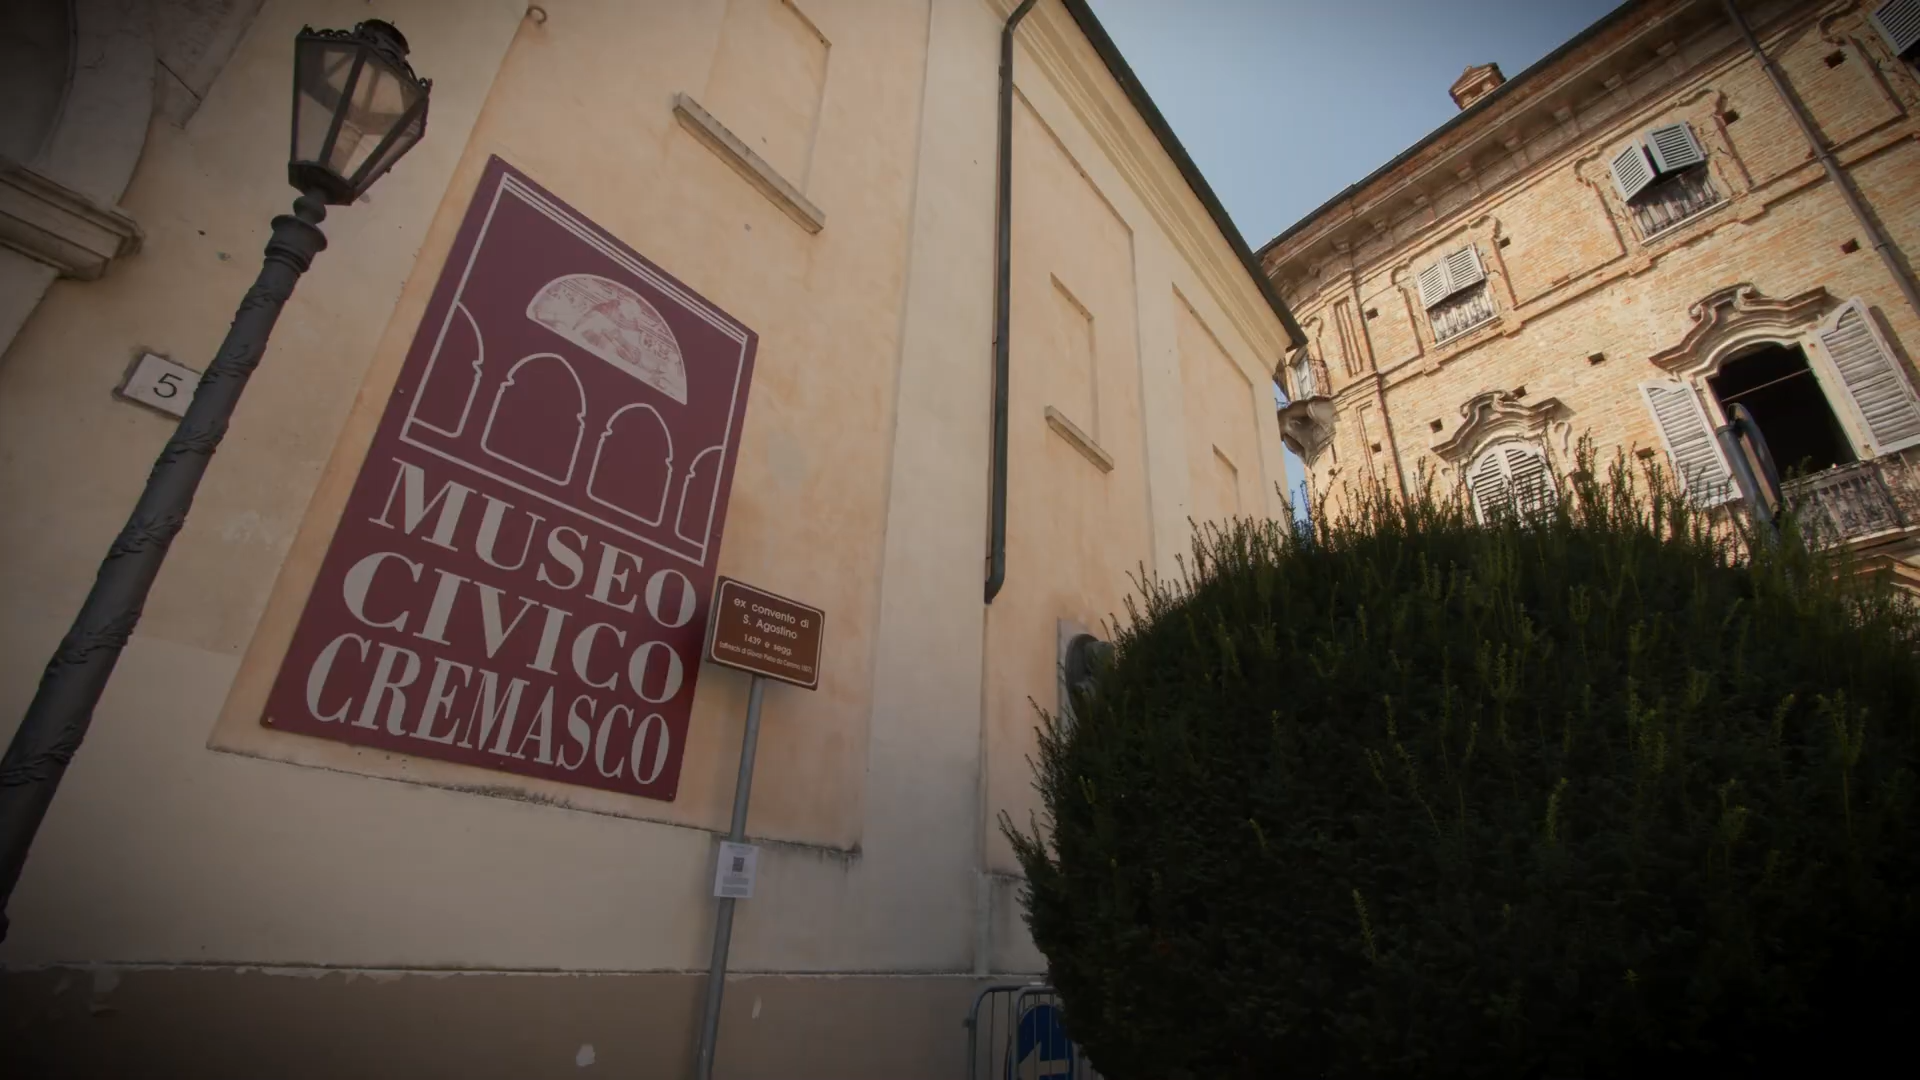 5
MUSEO
CIVICO
CREMASCO
ex convento di
S. Agostino
1439 e segg.